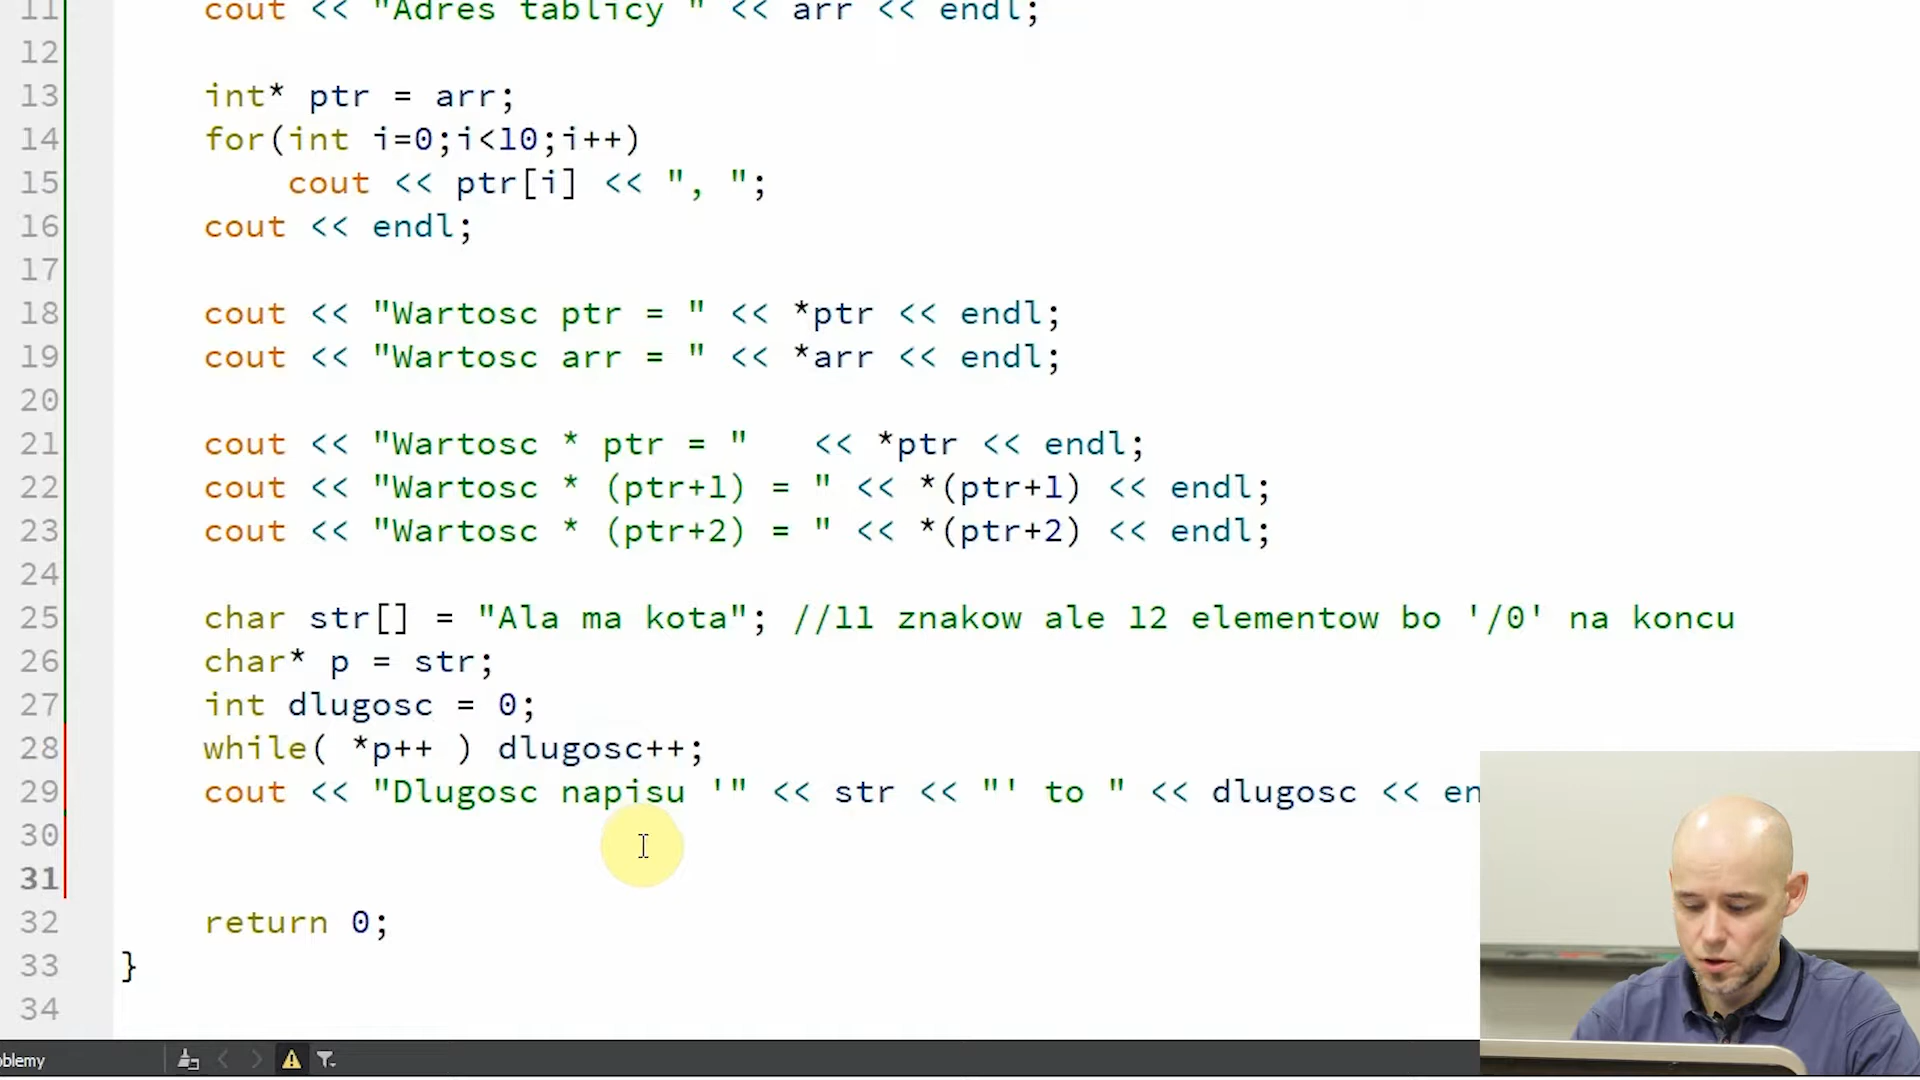 11 cout << "Adres tablicy " << arr << endl;
12
13 int* ptr = arr;
14 for(int i=0;i<10;i++)
15 cout << ptr[i] << ", ";
16 cout << endl;
17
18 cout << "Wartosc ptr = " << *ptr << endl;
19 cout << "Wartosc arr = " << *arr << endl;
20
21 cout << "Wartosc * ptr = "   << *ptr << endl;
22 cout << "Wartosc * (ptr+1) = " << *(ptr+1) << endl;
23 cout << "Wartosc * (ptr+2) = " << *(ptr+2) << endl;
24
25 char str[] = "Ala ma kota"; //11 znakow ale 12 elementow bo '/0' na koncu
26 char* p = str;
27 int dlugosc = 0;
28 while( *p++ ) dlugosc++;
29 cout << "Dlugosc napisu '" << str << "' to " << dlugosc << en
30
31
32 return 0;
33 }
34
oblemy